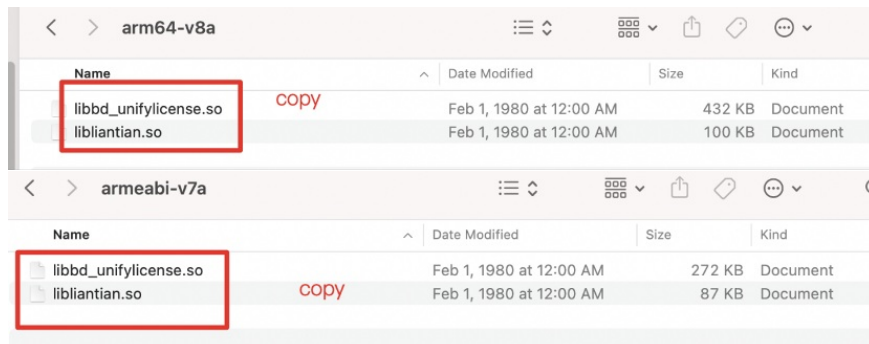 arm64-v8a
Name Date Modified Size Kind
libbd_unifylicense.so copy Feb 1, 1980 at 12:00 AM 432 KB Document
libliantian.so Feb 1, 1980 at 12:00 AM 100 KB Document
armeabi-v7a
Name Date Modified Size Kind
libbd_unifylicense.so Feb 1, 1980 at 12:00 AM 272 KB Document
libliantian.so copy Feb 1, 1980 at 12:00 AM 87 KB Document